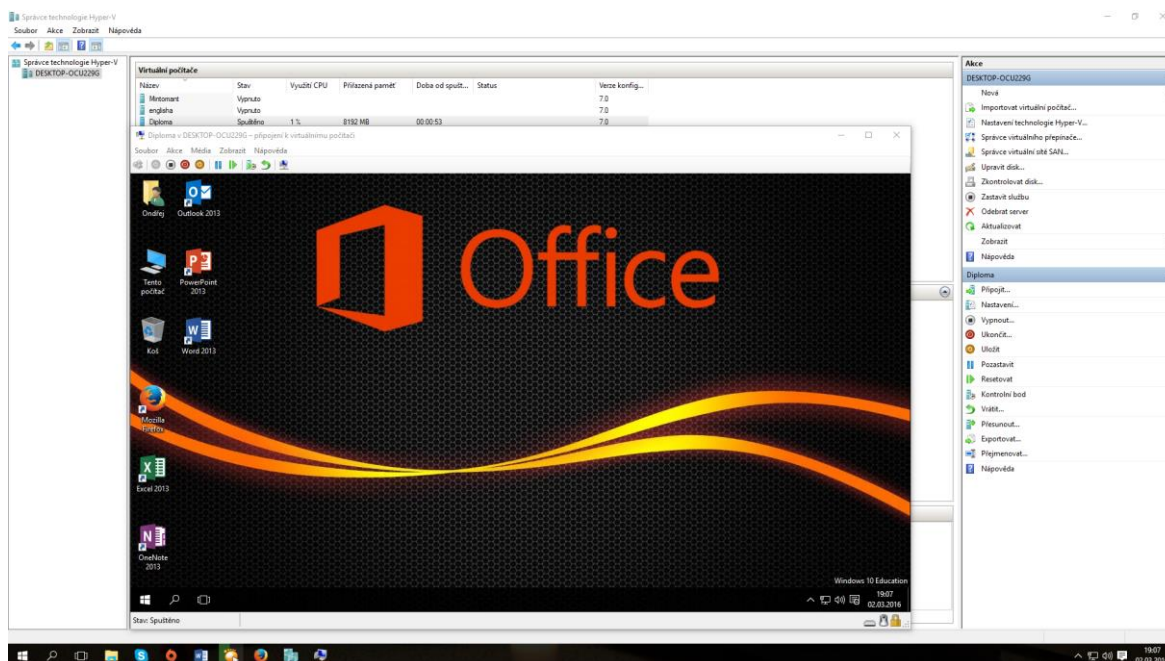 Správce technologie Hyper-V
Soubor Akce Zobrazit Nápověda
Správce technologie Hyper-V
DESKTOP-OCU229G
Virtuální počítače
Název Stav Využití CPU Přiřazená paměť Doba od spušt... Status Verze konfig...
Mintomant Vypnuto 7.0
englisha Vypnuto 7.0
Diploma Spuštěno 1 % 8192 MB 00:00:53 7.0
Diploma v DESKTOP-OCU229G – připojení k virtuálnímu počítači
Soubor Akce Média Zobrazit Nápověda
Ondřej
Outlook 2013
Tento
počítač
PowerPoint
2013
Koš
Word 2013
Mozilla
Firefox
Excel 2013
OneNote
2013
Office
Windows 10 Education
19:07
02.03.2016
Stav: Spuštěno
Akce
DESKTOP-OCU229G
Nová
Importovat virtuální počítač...
Nastavení technologie Hyper-V...
Správce virtuálního přepínače...
Správce virtuální sítě SAN...
Upravit disk...
Zkontrolovat disk...
Zastavit službu
Odebrat server
Aktualizovat
Zobrazit
Nápověda
Diploma
Připojit...
Nastavení...
Vypnout...
Ukončit...
Uložit
Pozastavit
Resetovat
Kontrolní bod
Vrátit...
Přesunout...
Exportovat...
Přejmenovat...
Nápověda
19:07